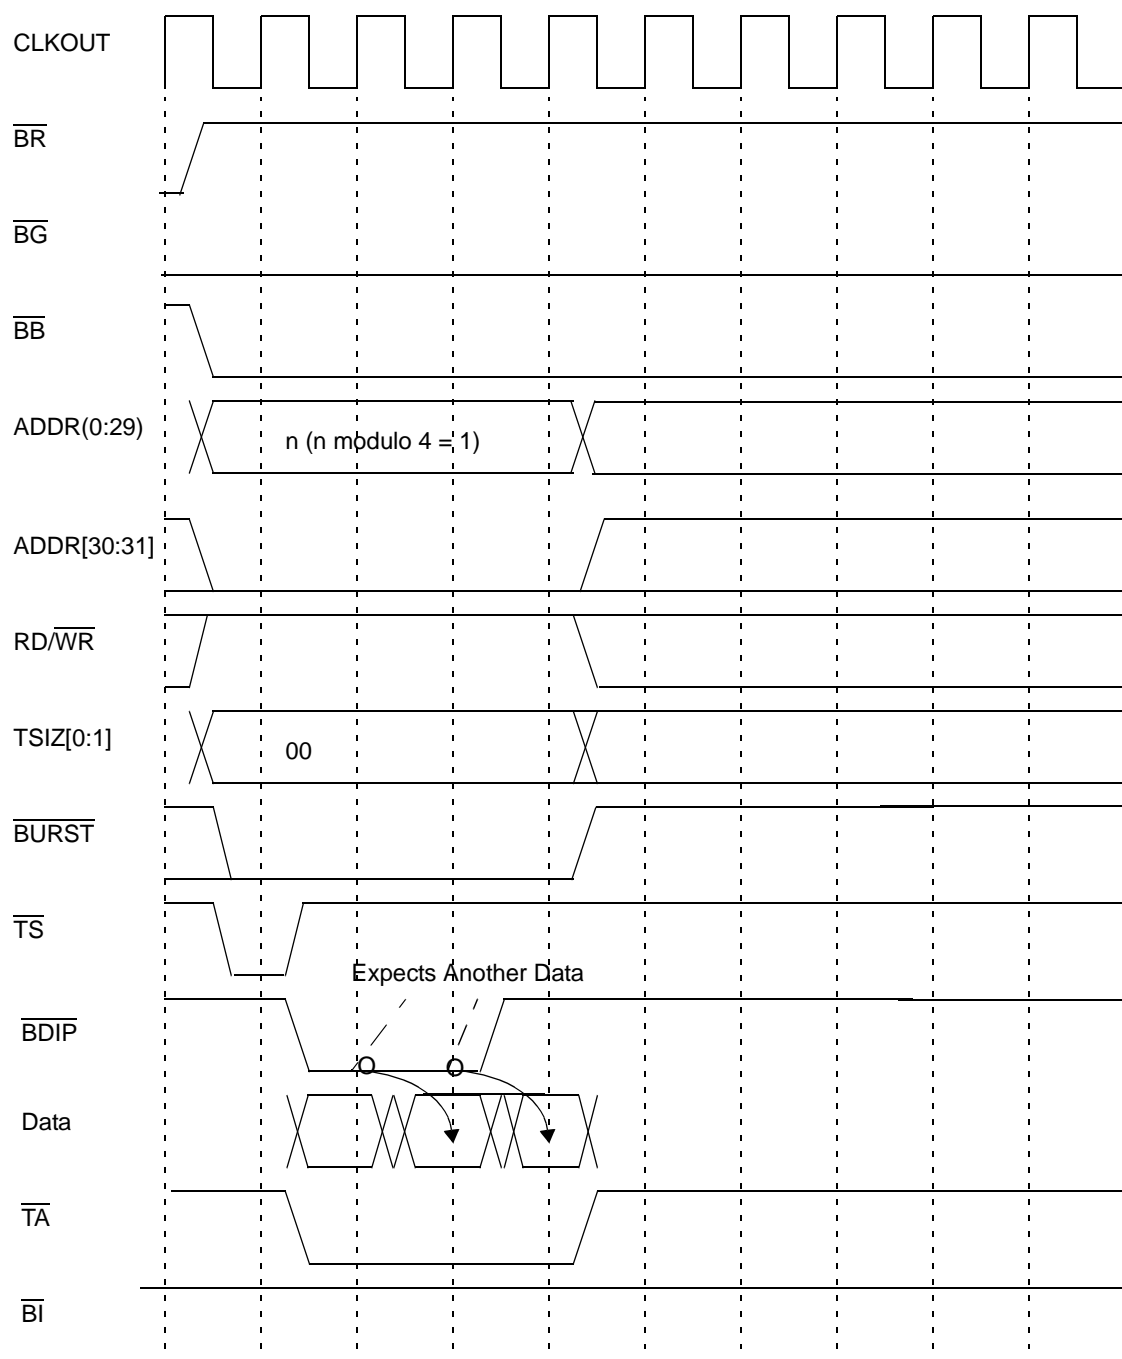 CLKOUT
BR
BG
BB
ADDR(0:29)
n (n modulo 4 = 1)
ADDR[30:31]
RD/WR
TSIZ[0:1]
00
BURST
TS
Expects Another Data
BDIP
Data
TA
BI